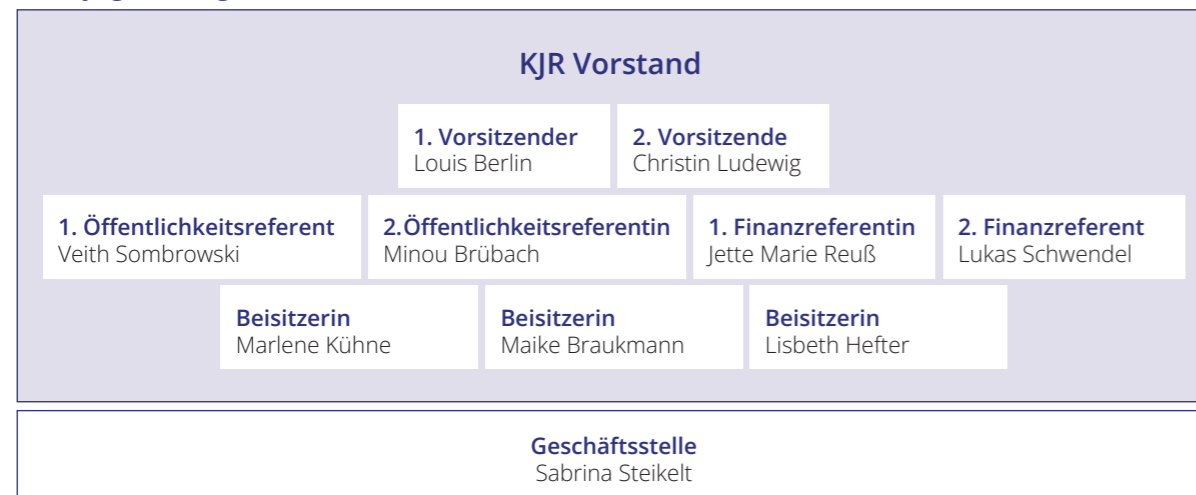 KJR Vorstand
1. Vorsitzender
Louis Berlin
2. Vorsitzende
Christin Ludewig
1. Öffentlichkeitsreferent
Veith Sombrowski
2.Öffentlichkeitsreferentin
Minou Brübach
1. Finanzreferentin
Jette Marie Reuß
2. Finanzreferent
Lukas Schwendel
Beisitzerin
Marlene Kühne
Beisitzerin
Maike Braukmann
Beisitzerin
Lisbeth Hefter
Geschäftsstelle
Sabrina Steikelt